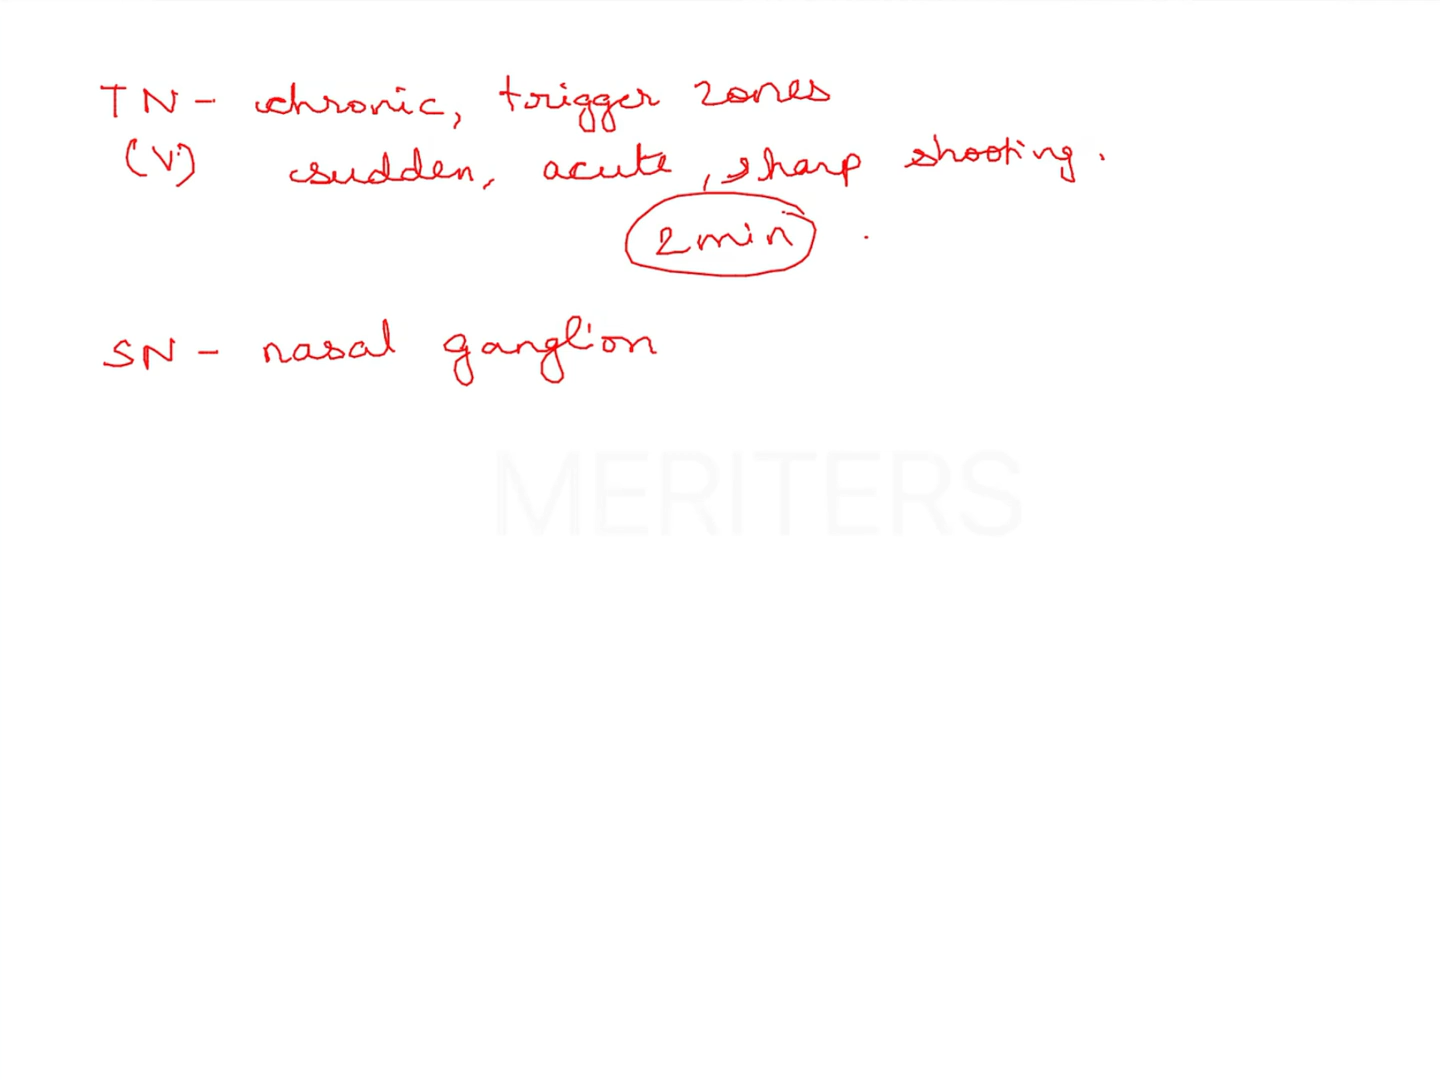 TN - chronic, trigger zones
(V) sudden, acute, sharp shooting.
2min
SN - nasal ganglion
MERITERS